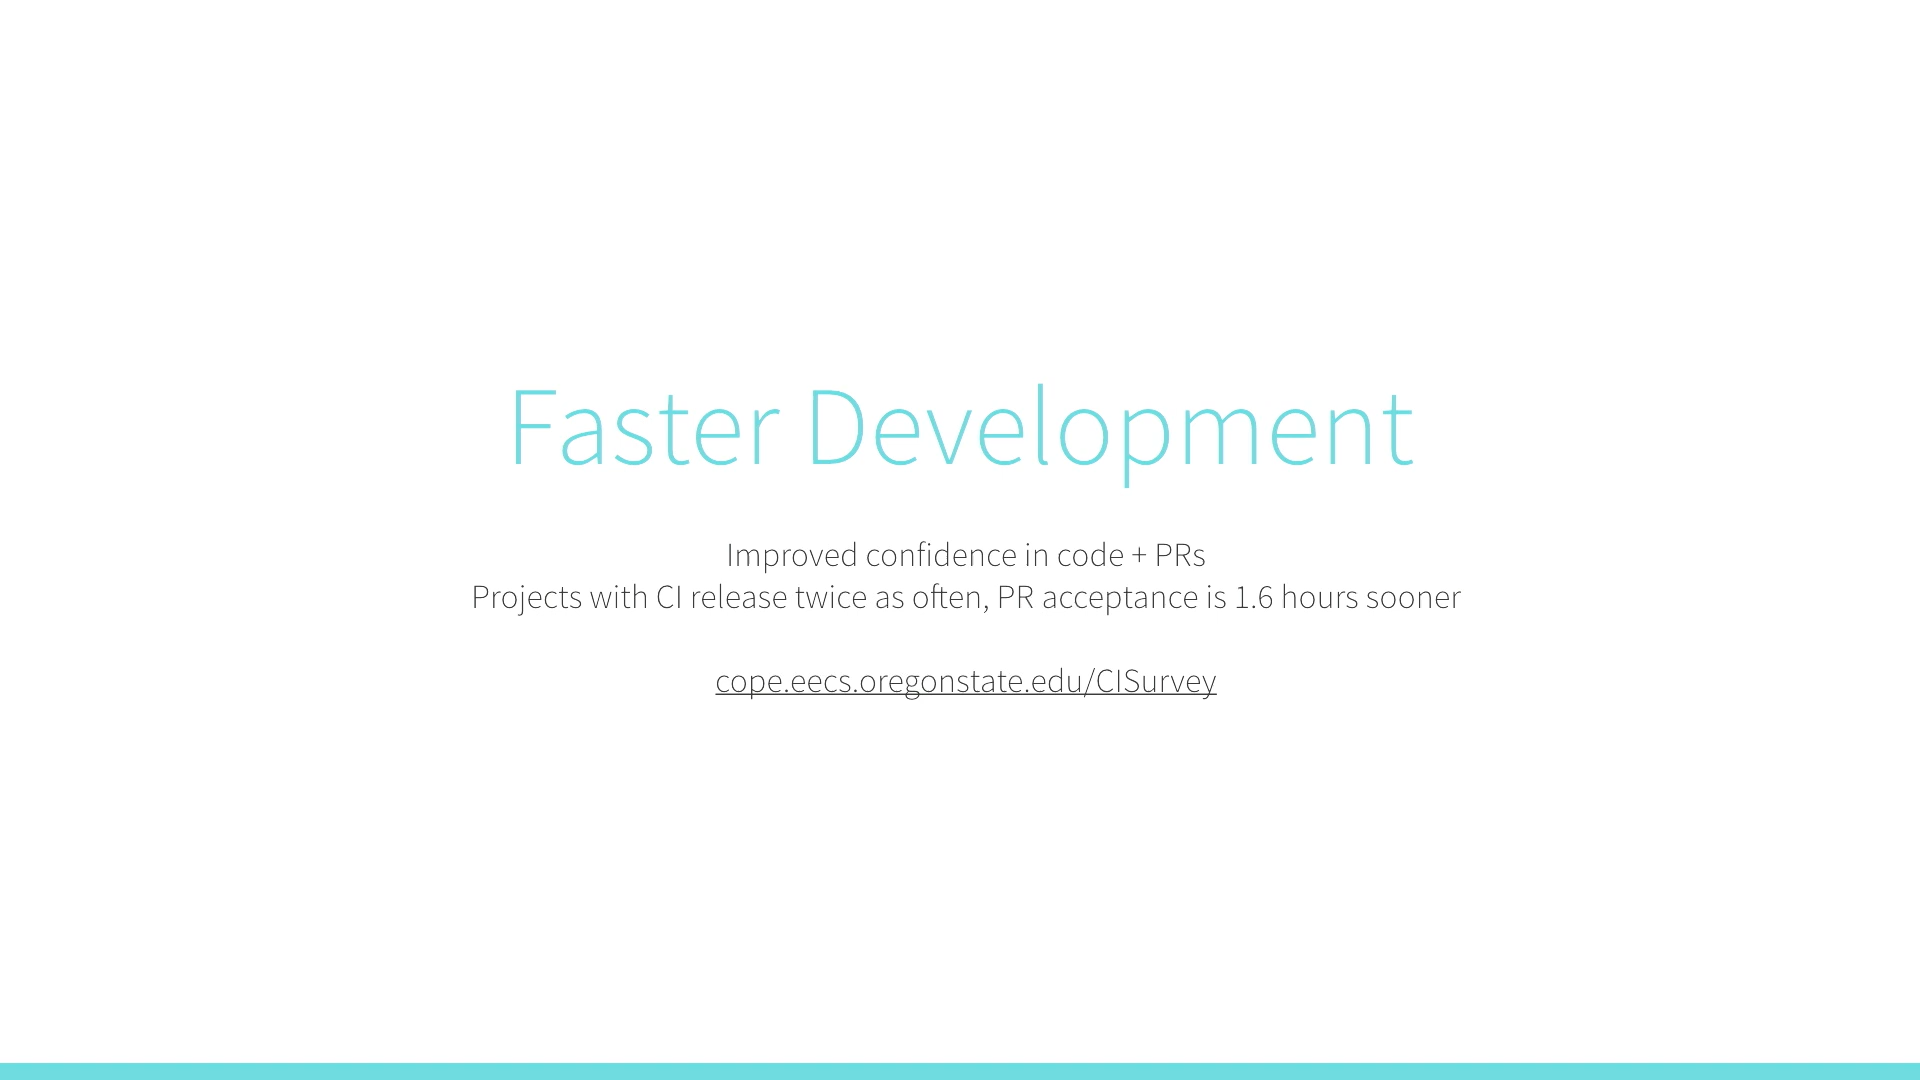 Faster Development
Improved confidence in code + PRs
Projects with CI release twice as often, PR acceptance is 1.6 hours sooner
cope.eecs.oregonstate.edu/CISurvey